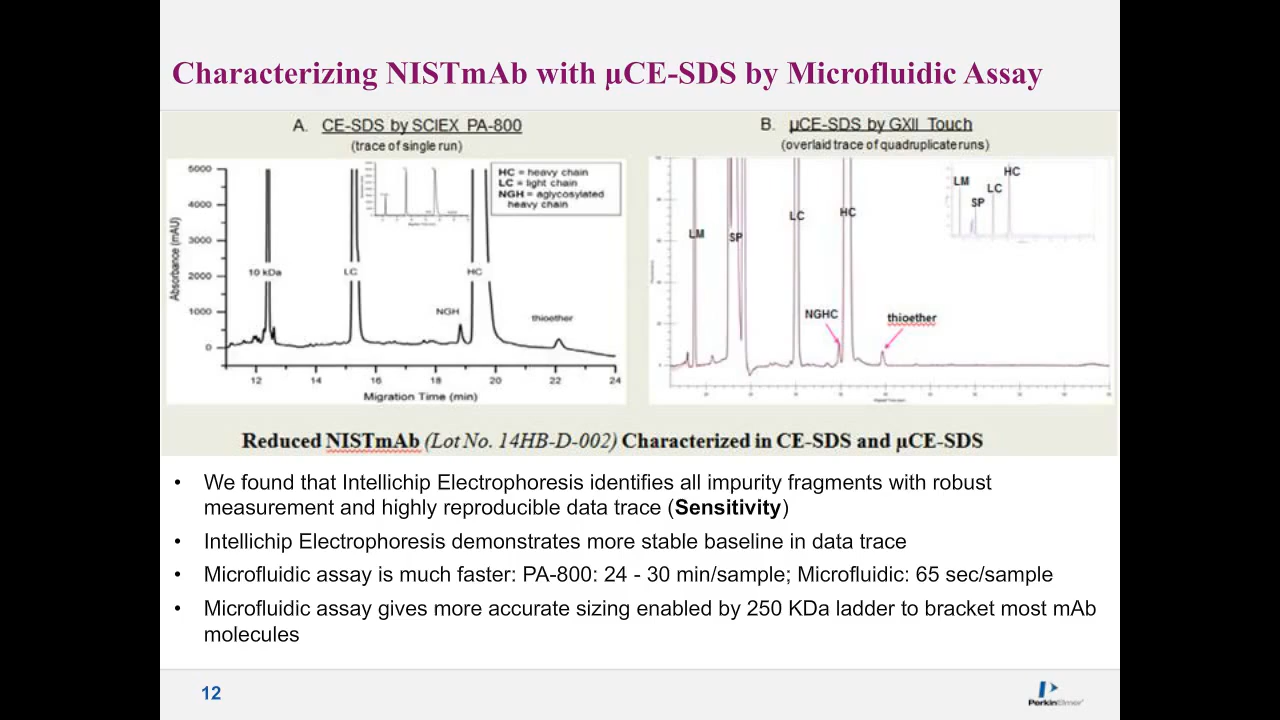 Characterizing NISTmAb with µCE-SDS by Microfluidic Assay
A. CE-SDS by SCIEX PA-800
(trace of single run)
B. µCE-SDS by GXII Touch
(overlaid trace of quadruplicate runs)
HC = heavy chain
LC = light chain
NGH = aglycosylated
heavy chain
5000
4000
3000
2000
1000
0
Absorbance (mAU)
10 kDa
LC
HC
NGH
thioether
12
14
16
18
20
22
24
Migration Time (min)
LM
SP
LC
HC
NGHC
thioether
LM
SP
LC
HC
Reduced NISTmAb (Lot No. 14HB-D-002) Characterized in CE-SDS and µCE-SDS
• We found that Intellichip Electrophoresis identifies all impurity fragments with robust
measurement and highly reproducible data trace (Sensitivity)
• Intellichip Electrophoresis demonstrates more stable baseline in data trace
• Microfluidic assay is much faster: PA-800: 24 - 30 min/sample; Microfluidic: 65 sec/sample
• Microfluidic assay gives more accurate sizing enabled by 250 KDa ladder to bracket most mAb
molecules
12
PerkinElmer